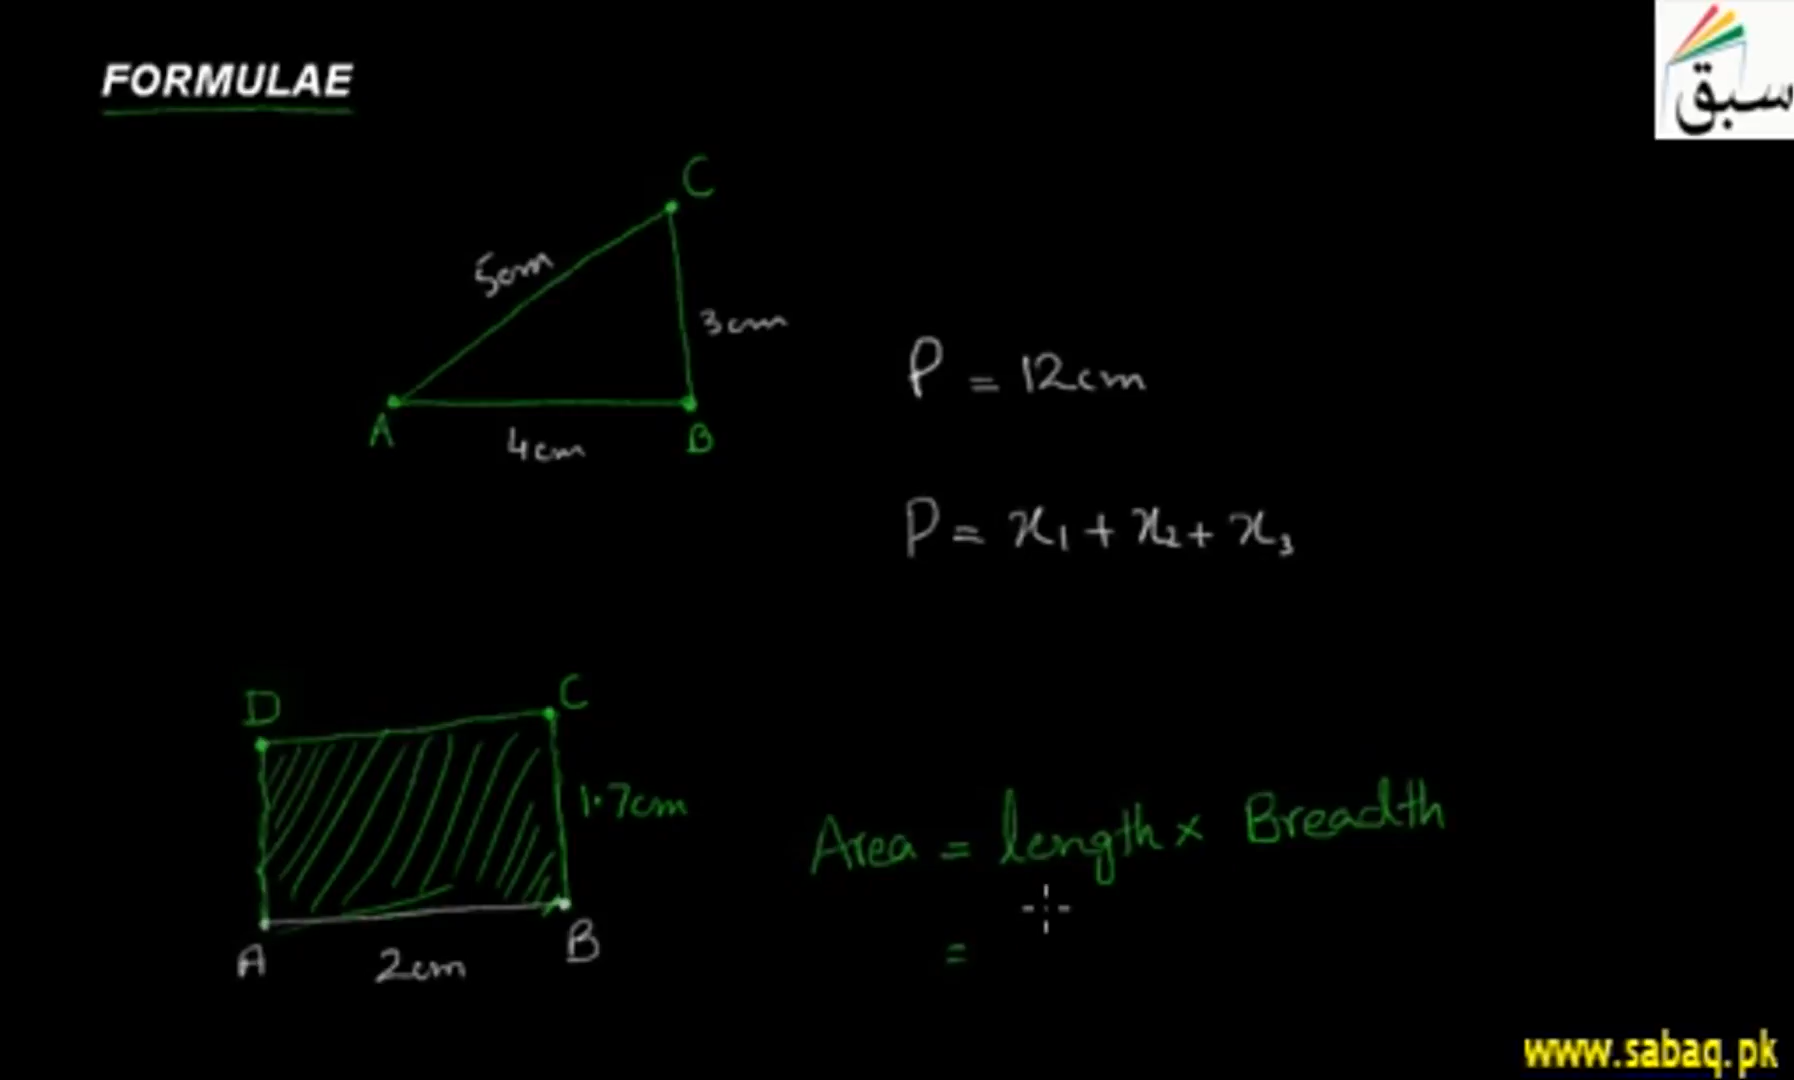 FORMULAE
سبق
C
5cm
3cm
A
B
4cm
P = 12cm
P = x₁ + x₂ + x₃
D
C
1.7cm
Area = length × Breadth
=
A
2cm
B
www.sabaq.pk